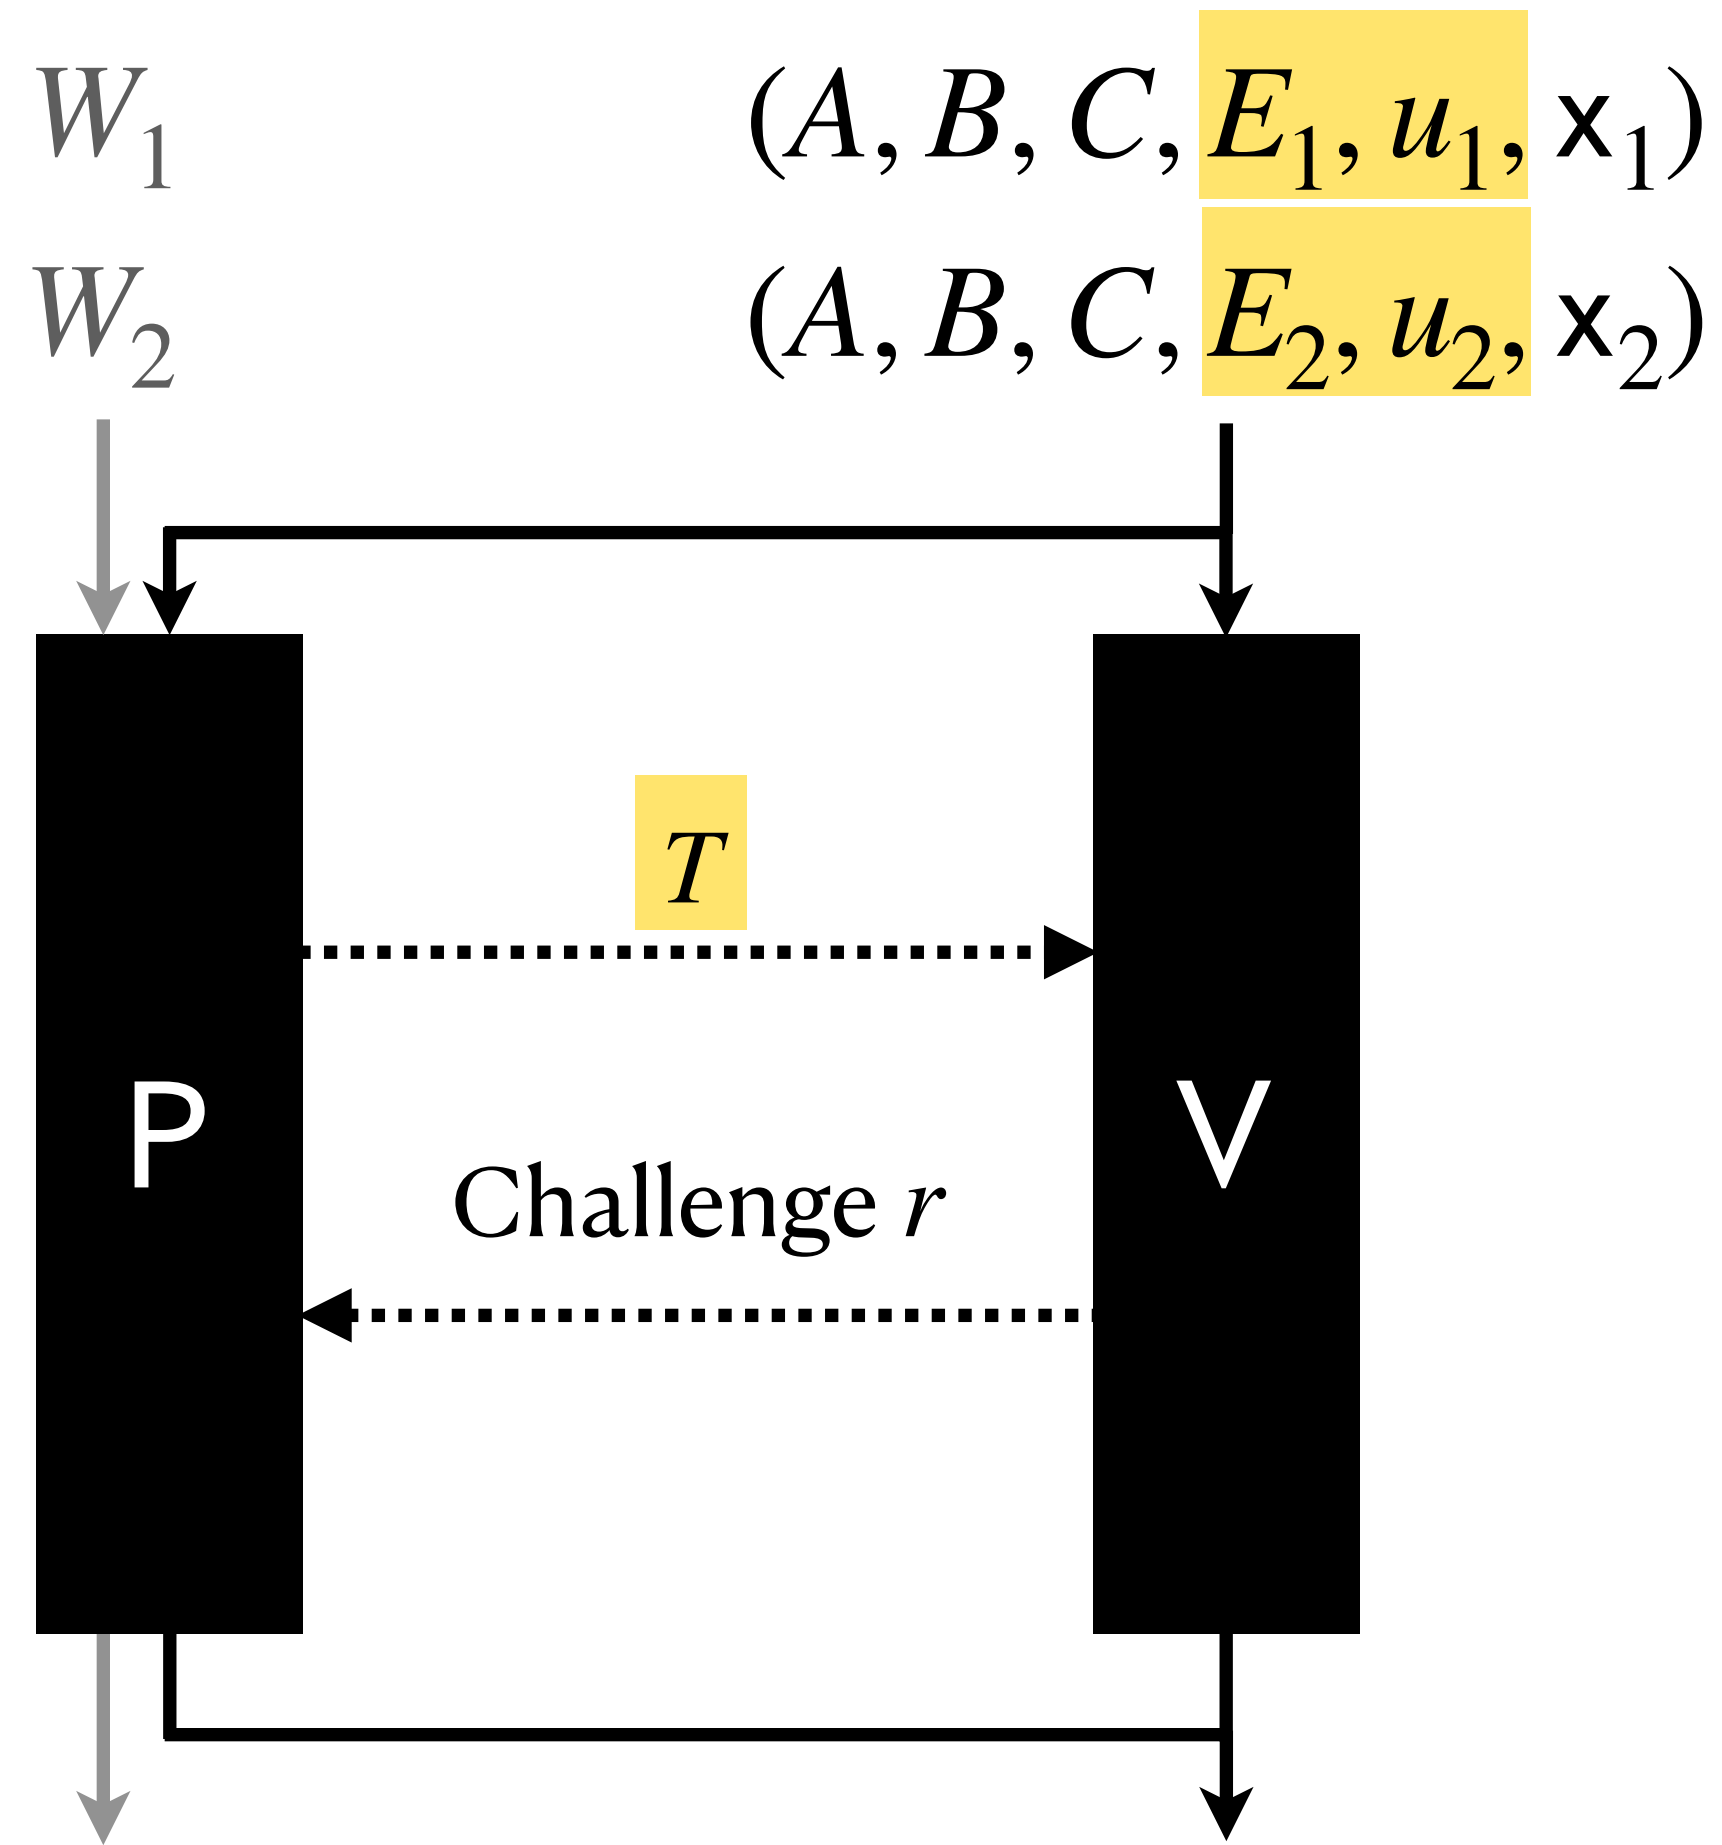 W₁
(A, B, C, E₁, u₁, x₁)
W₂
(A, B, C, E₂, u₂, x₂)
T
P
V
Challenge r